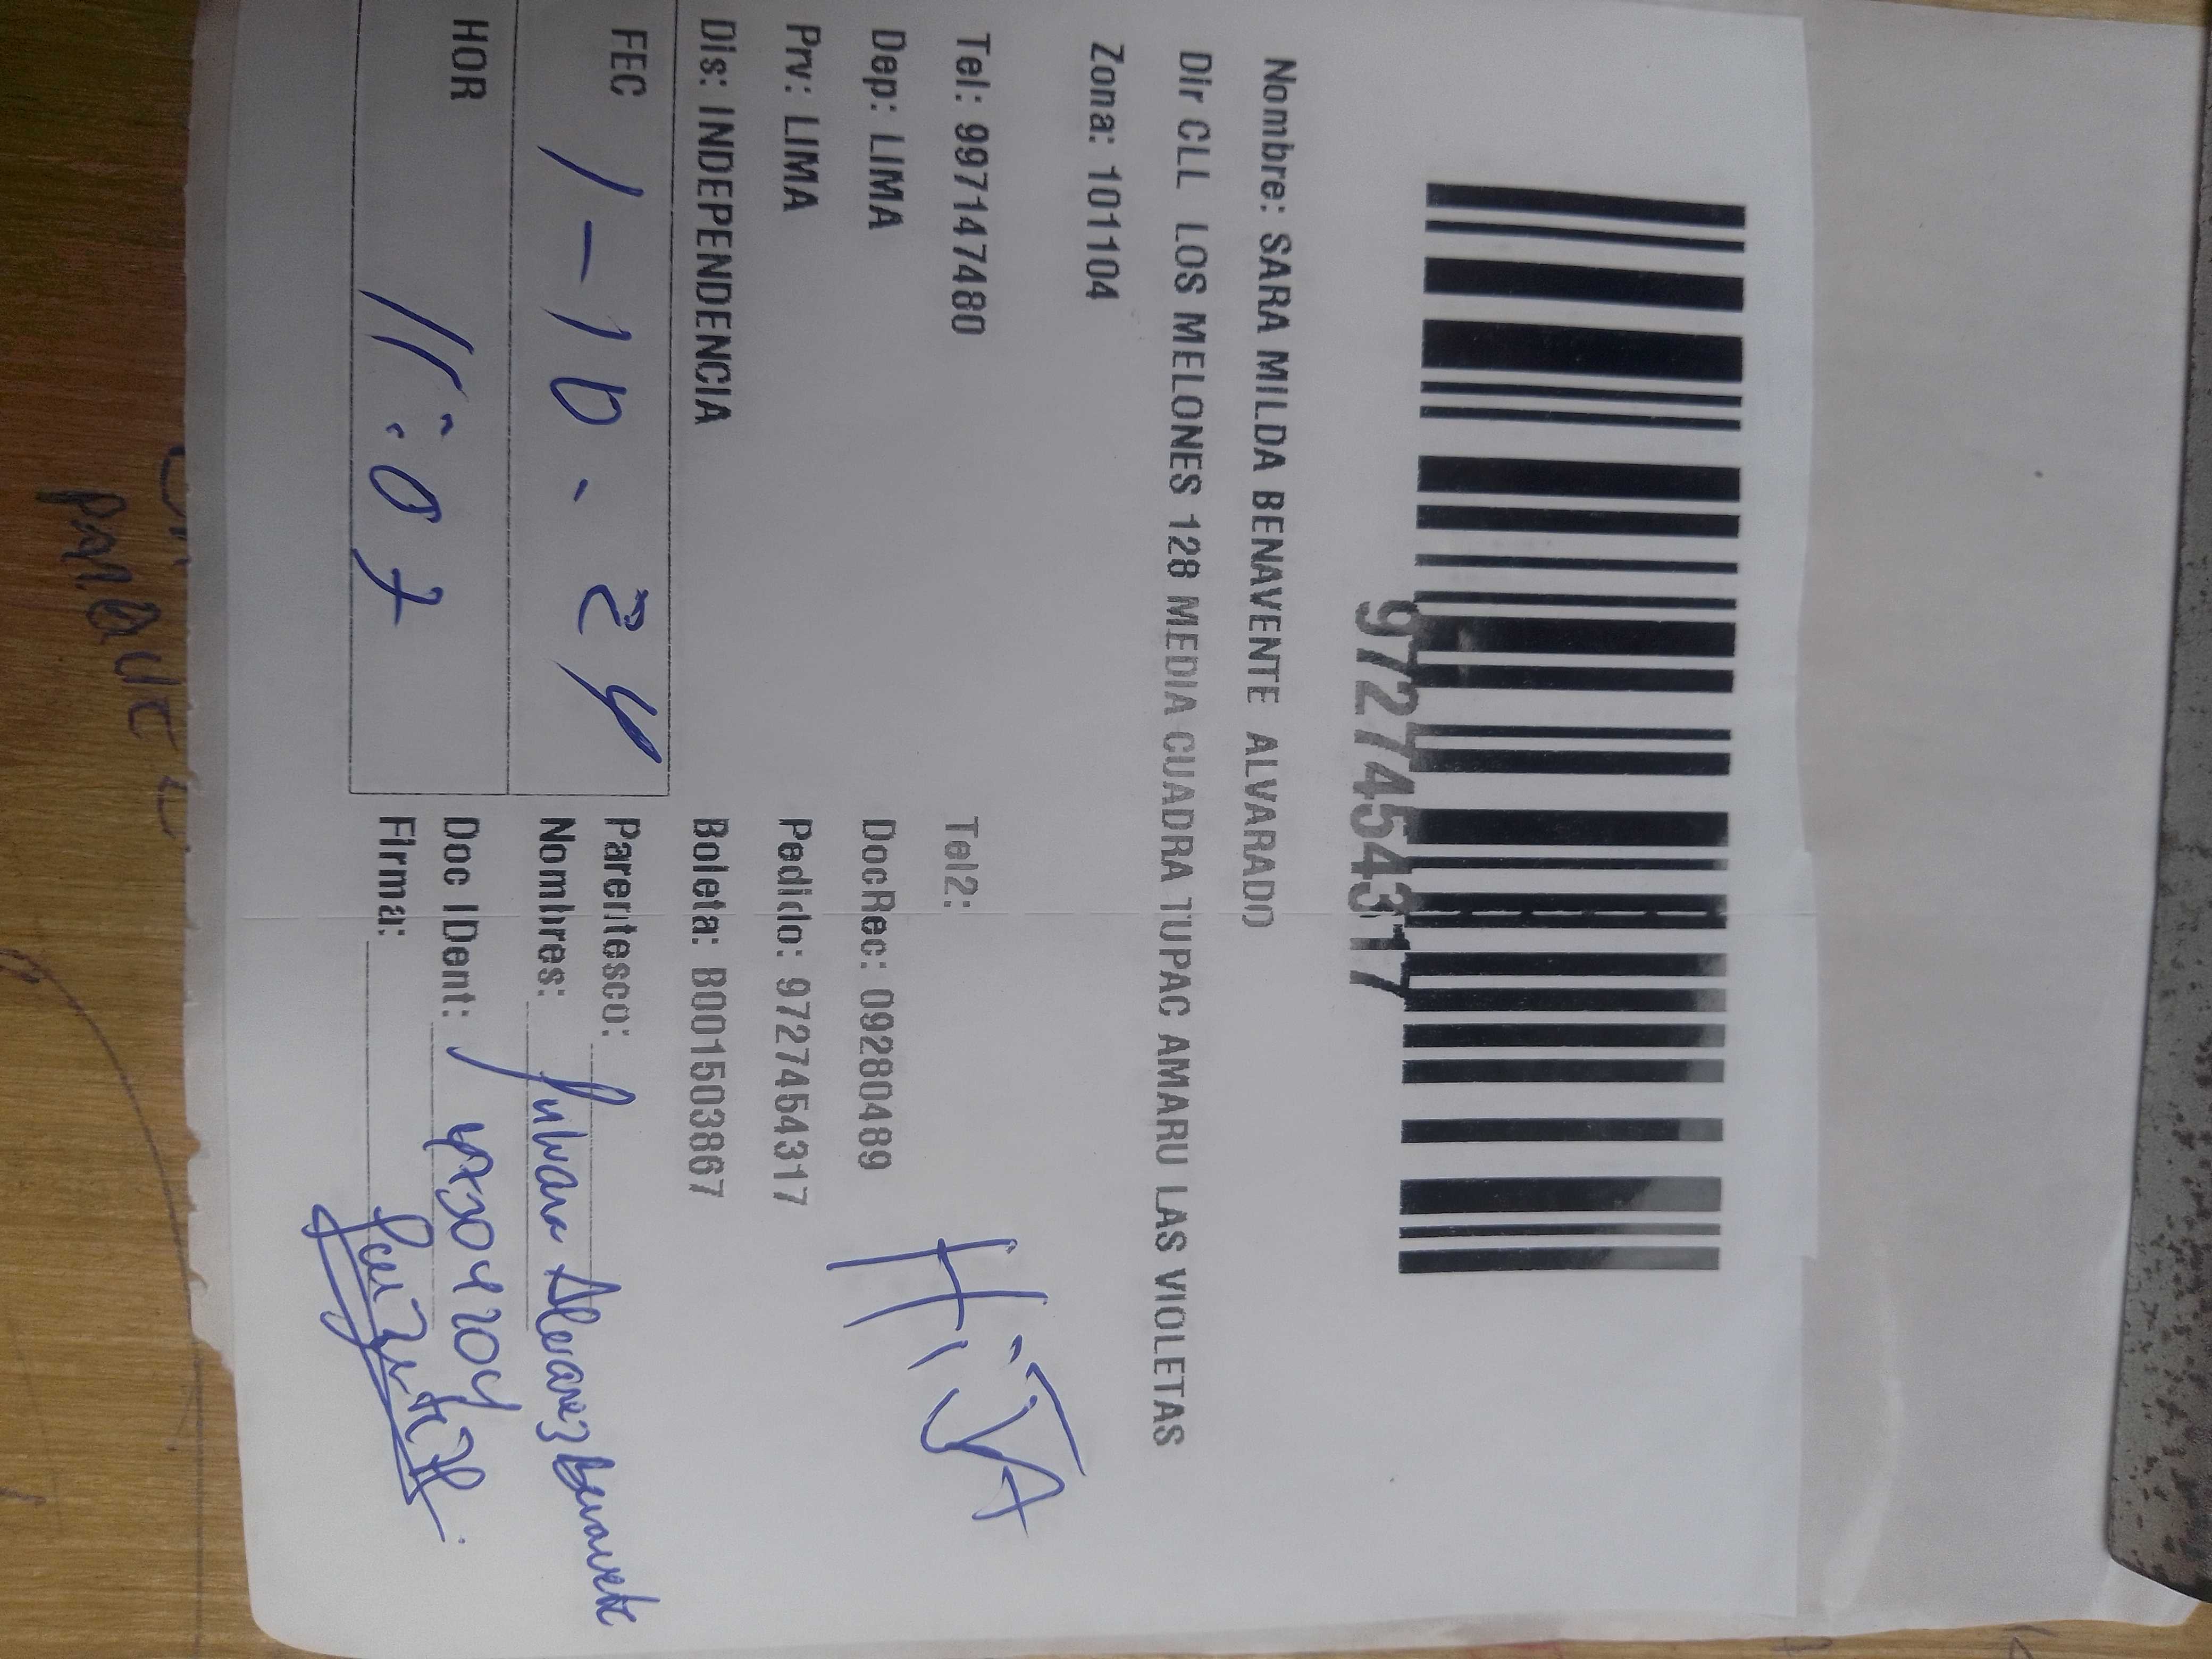 9727454317
Nombre: SARA MILDA BENAVENTE ALVARADO
Dir CLL LOS MELONES 128 MEDIA CUADRA TUPAC AMARU LAS VIOLETAS
Zona: 101104
Tel: 997147480 Tel2:
Dep: LIMA DocRec: 09280489
HiJA
Prv: LIMA Pedido: 9727454317
Dis: INDEPENDENCIA Boleta: B001503867
FEC 1-10-24 Parentesco:
Nombres: Alvarez Benavente
HOR 11:07 Doc IDent:
Firma: